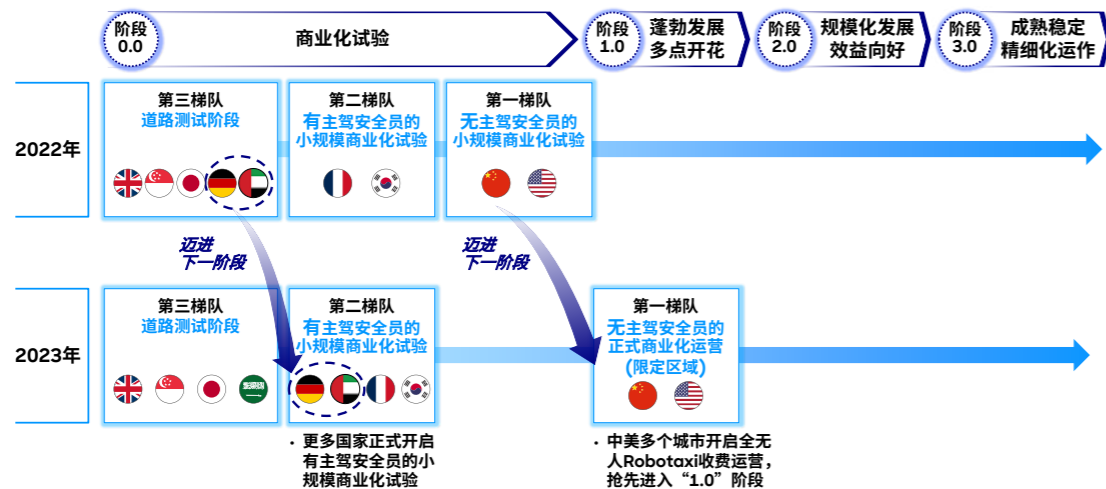 阶段
0.0
商业化试验
阶段
1.0
蓬勃发展
多点开花
阶段
2.0
规模化发展
效益向好
阶段
3.0
成熟稳定
精细化运作
2022年
第三梯队
道路测试阶段
第二梯队
有主驾安全员的
小规模商业化试验
第一梯队
无主驾安全员的
小规模商业化试验
迈进
下一阶段
迈进
下一阶段
2023年
第三梯队
道路测试阶段
第二梯队
有主驾安全员的
小规模商业化试验
第一梯队
无主驾安全员的
正式商业化运营
(限定区域)
· 更多国家正式开启
有主驾安全员的小
规模商业化试验
· 中美多个城市开启全无
人Robotaxi收费运营，
抢先进入“1.0”阶段